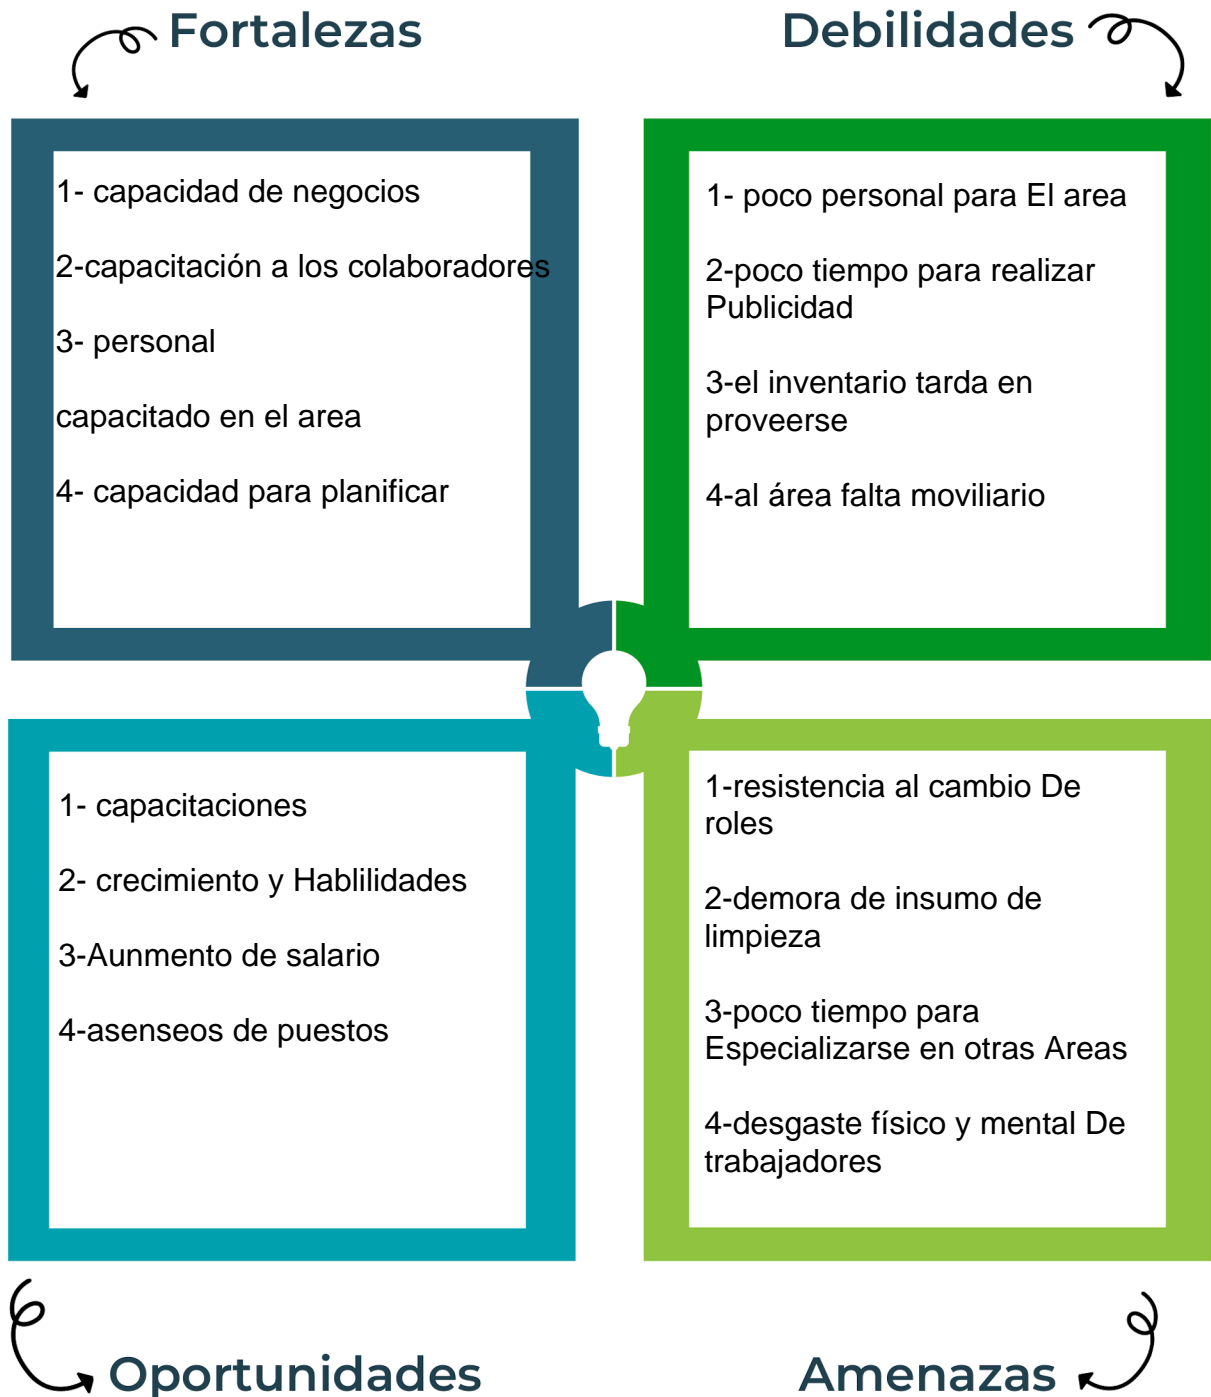 Fortalezas
1- capacidad de negocios
2-capacitación a los colaboradores
3- personal
capacitado en el area
4- capacidad para planificar
Debilidades
1- poco personal para El area
2-poco tiempo para realizar
Publicidad
3-el inventario tarda en
proveerse
4-al área falta moviliario
1- capacitaciones
2- crecimiento y Hablilidades
3-Aunmento de salario
4-asenseos de puestos
Oportunidades
1-resistencia al cambio De
roles
2-demora de insumo de
limpieza
3-poco tiempo para
Especializarse en otras Areas
4-desgaste físico y mental De
trabajadores
Amenazas